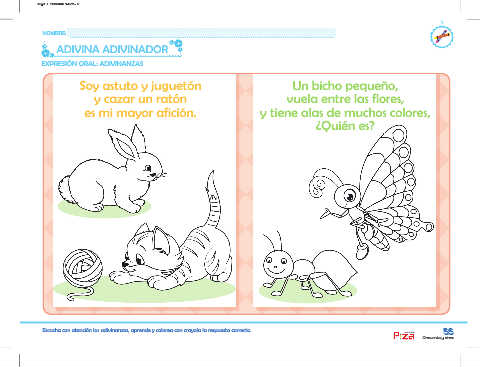 NOMBRE:
ADIVINA ADIVINADOR
EXPRESIÓN ORAL: ADIVINANZAS
Soy astuto y juguetón
y cazar un ratón
es mi mayor afición.
Un bicho pequeño,
vuela entre las flores,
y tiene alas de muchos colores,
¿Quién es?
Escucha con atención las adivinanzas, aprende y colorea con crayola la respuesta correcta.